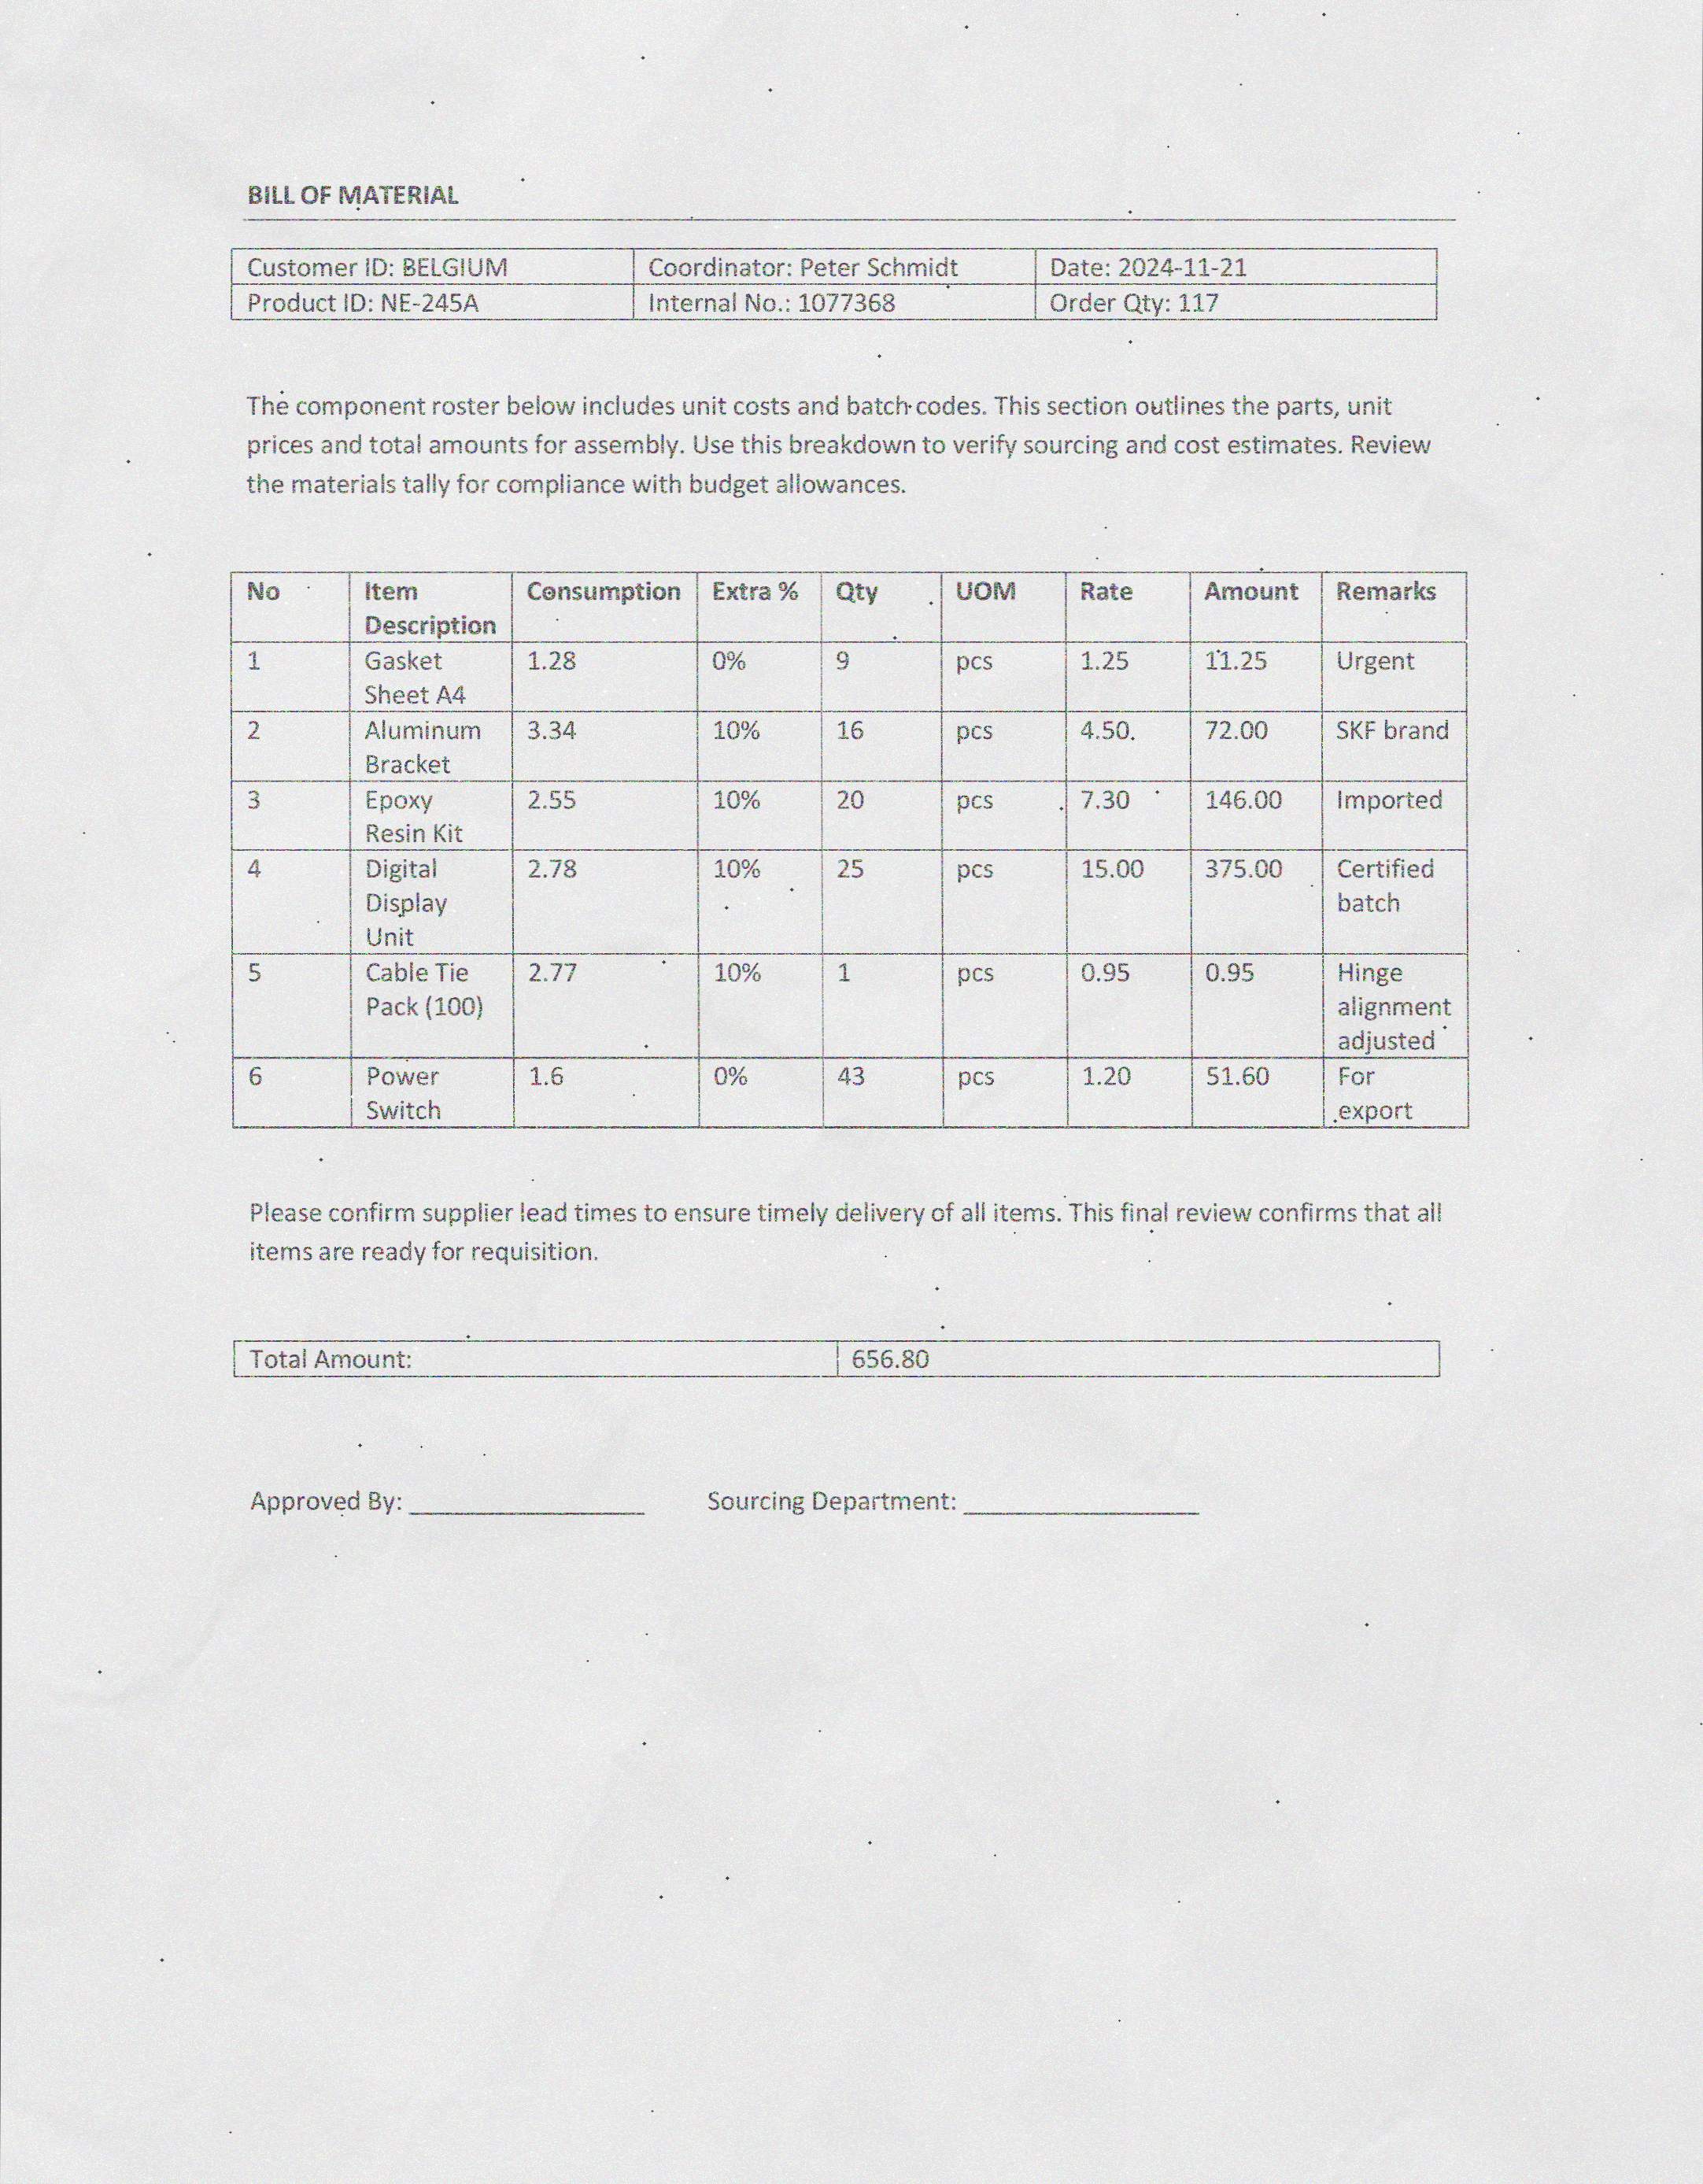 BILL OF MATERIAL
Customer ID: BELGIUM Coordinator: Peter Schmidt Date: 2024-11-21
Product ID: NE-245A Internal No.: 1077368 Order Qty: 117
The component roster below includes unit costs and batch codes. This section outlines the parts, unit
prices and total amounts for assembly. Use this breakdown to verify sourcing and cost estimates. Review
the materials tally for compliance with budget allowances.
No Item Consumption Extra % Qty UOM Rate Amount Remarks
Description
1 Gasket 1.28 0% 9 pcs 1.25 11.25 Urgent
Sheet A4
2 Aluminum 3.34 10% 16 pcs 4.50 72.00 SKF brand
Bracket
3 Epoxy 2.55 10% 20 pcs 7.30 146.00 Imported
Resin Kit
4 Digital 2.78 10% 25 pcs 15.00 375.00 Certified
Display batch
Unit
5 Cable Tie 2.77 10% 1 pcs 0.95 0.95 Hinge
Pack (100) alignment
adjusted
6 Power 1.6 0% 43 pcs 1.20 51.60 For
Switch export
Please confirm supplier lead times to ensure timely delivery of all items. This final review confirms that all
items are ready for requisition.
Total Amount: 656.80
Approved By: __________________ Sourcing Department: __________________